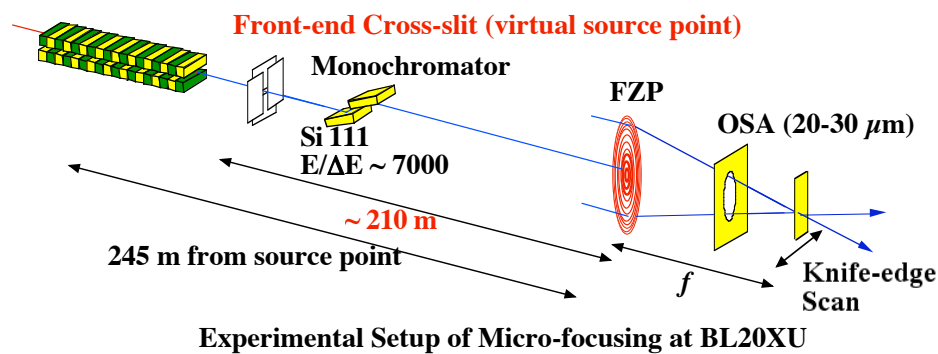 Front-end Cross-slit (virtual source point)
Monochromator
FZP
OSA (20-30 µm)
Si 111
E/ΔE ~ 7000
~ 210 m
245 m from source point
f
Knife-edge
Scan
Experimental Setup of Micro-focusing at BL20XU